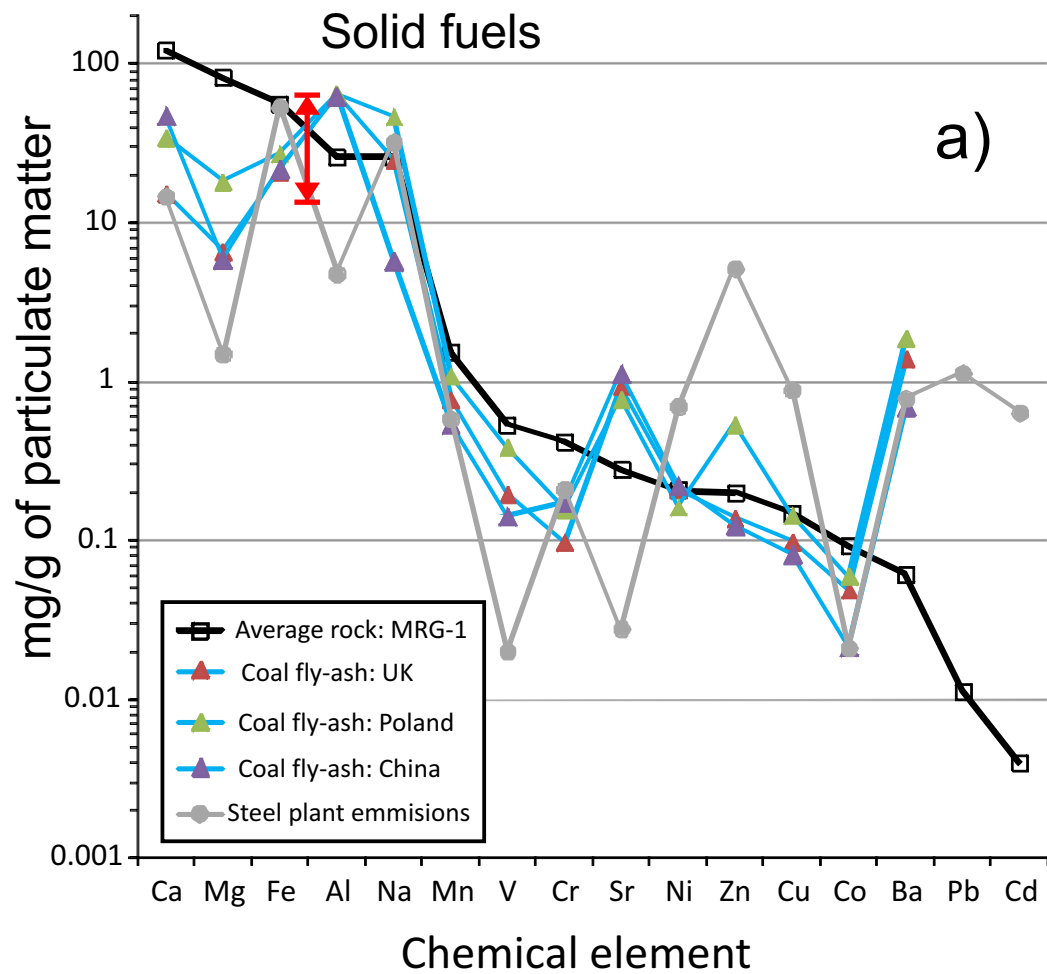 Solid fuels
a)
mg/g of particulate matter
100
10
1
0.1
0.01
0.001
Average rock: MRG-1
Coal fly-ash: UK
Coal fly-ash: Poland
Coal fly-ash: China
Steel plant emmisions
Ca Mg Fe Al Na Mn V Cr Sr Ni Zn Cu Co Ba Pb Cd
Chemical element